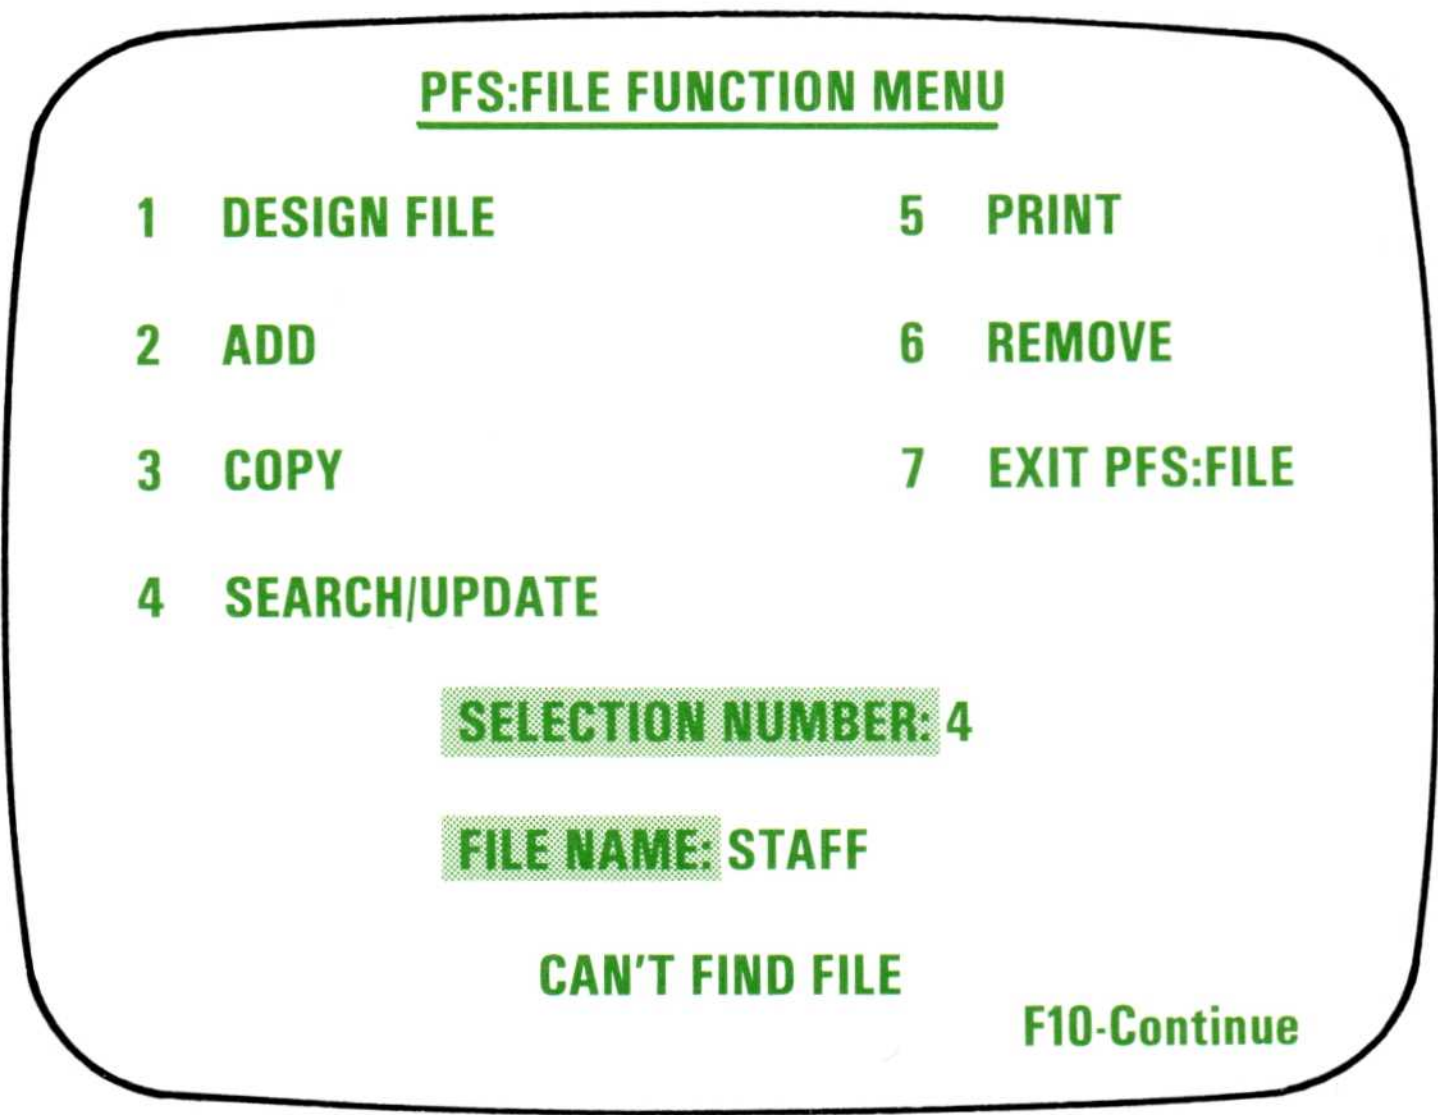 PFS:FILE FUNCTION MENU
1 DESIGN FILE
2 ADD
3 COPY
4 SEARCH/UPDATE
5 PRINT
6 REMOVE
7 EXIT PFS:FILE
SELECTION NUMBER: 4
FILE NAME: STAFF
CAN'T FIND FILE
F10-Continue